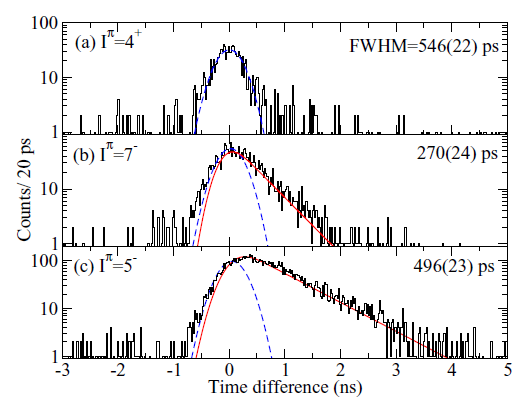 100
(a) I^π=4^+
FWHM=546(22) ps
10
1
(b) I^π=7^-
270(24) ps
10
1
100
(c) I^π=5^-
496(23) ps
10
1
Counts/ 20 ps
-3 -2 -1 0 1 2 3 4 5
Time difference (ns)